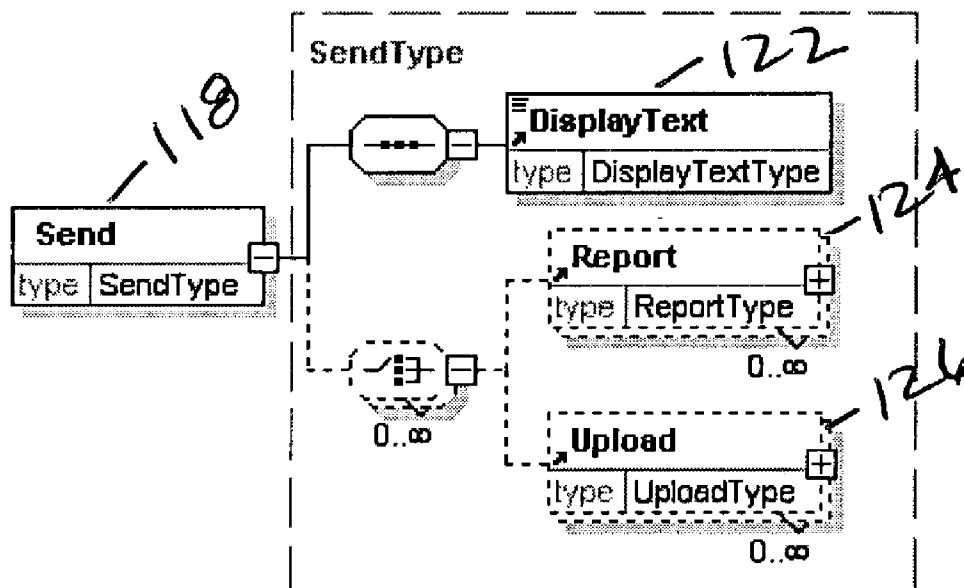 SendType
122
DisplayText
type DisplayTextType
118
Send
type SendType
124
Report
type ReportType
0..∞
0..∞
126
Upload
type UploadType
0..∞